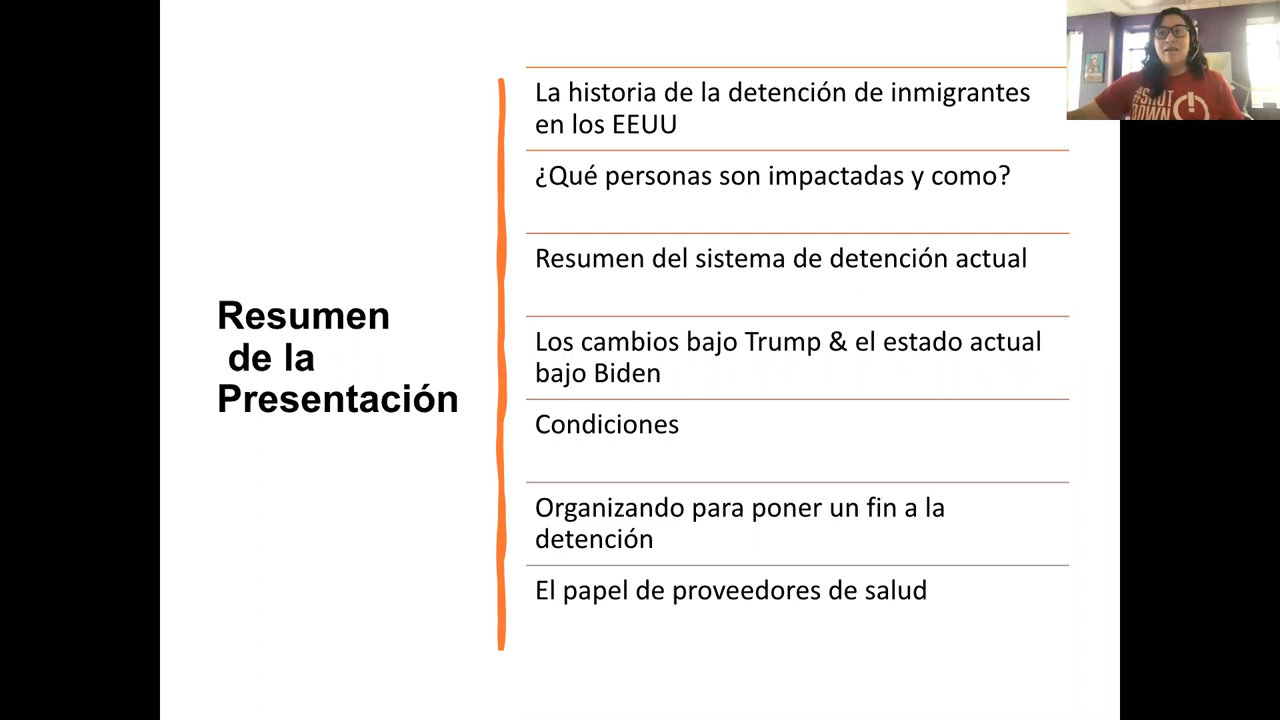 Resumen
de la
Presentación
La historia de la detención de inmigrantes
en los EEUU
¿Qué personas son impactadas y como?
Resumen del sistema de detención actual
Los cambios bajo Trump & el estado actual
bajo Biden
Condiciones
Organizando para poner un fin a la
detención
El papel de proveedores de salud
#SHUT
DOWN